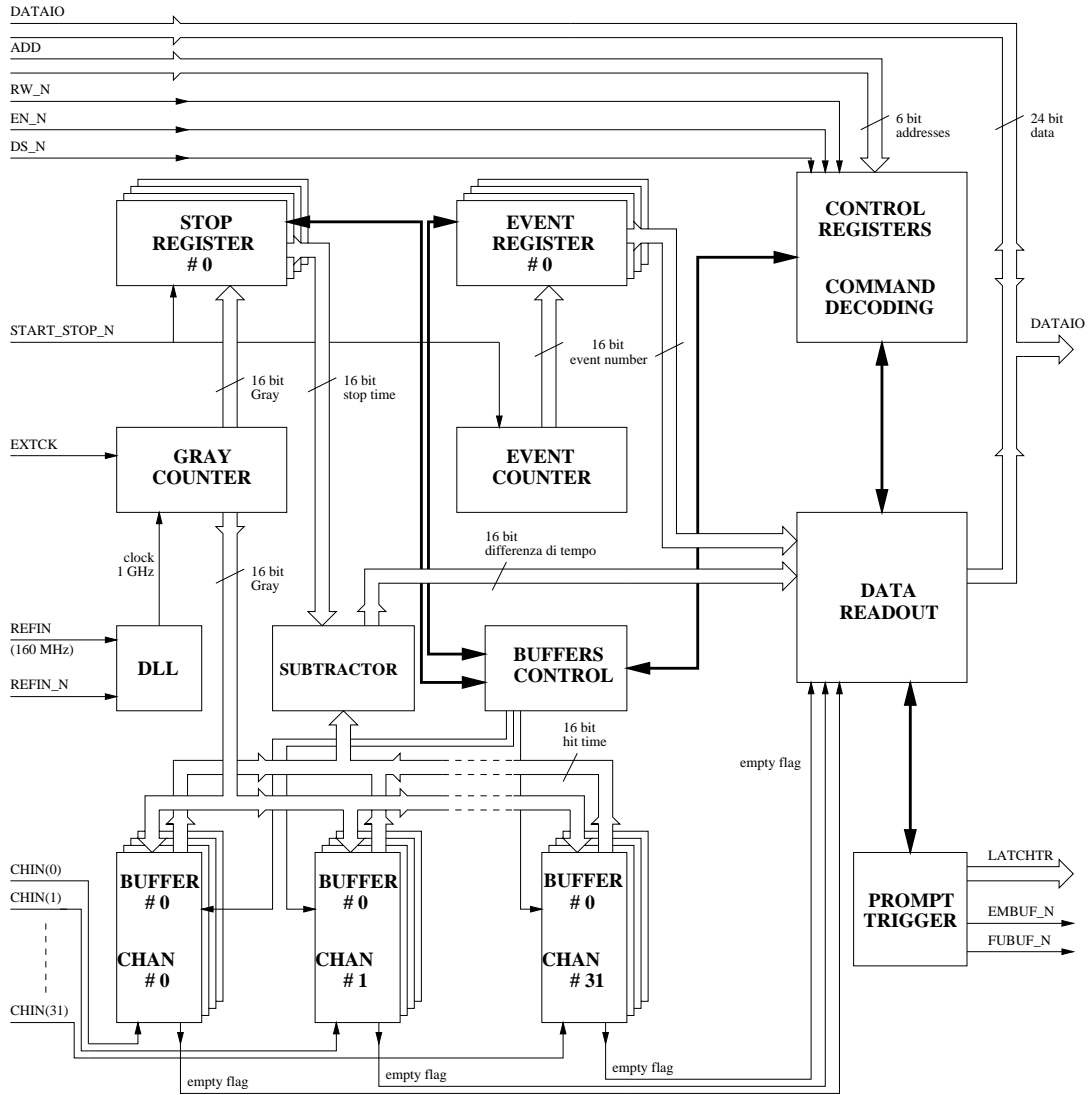 DATAIO
ADD
RW_N
EN_N
DS_N
6 bit
addresses
24 bit
data
STOP
REGISTER
# 0
EVENT
REGISTER
# 0
CONTROL
REGISTERS
COMMAND
DECODING
START_STOP_N
DATAIO
16 bit
Gray
16 bit
stop time
16 bit
event number
EXTCK
GRAY
COUNTER
EVENT
COUNTER
clock
1 GHz
16 bit
Gray
16 bit
differenza di tempo
DATA
READOUT
REFIN
(160 MHz)
REFIN_N
DLL
SUBTRACTOR
BUFFERS
CONTROL
16 bit
hit time
empty flag
CHIN(0)
CHIN(1)
CHIN(31)
BUFFER
# 0
CHAN
# 0
BUFFER
# 0
CHAN
# 1
BUFFER
# 0
CHAN
# 31
PROMPT
TRIGGER
LATCHTR
EMBUF_N
FUBUF_N
empty flag
empty flag
empty flag